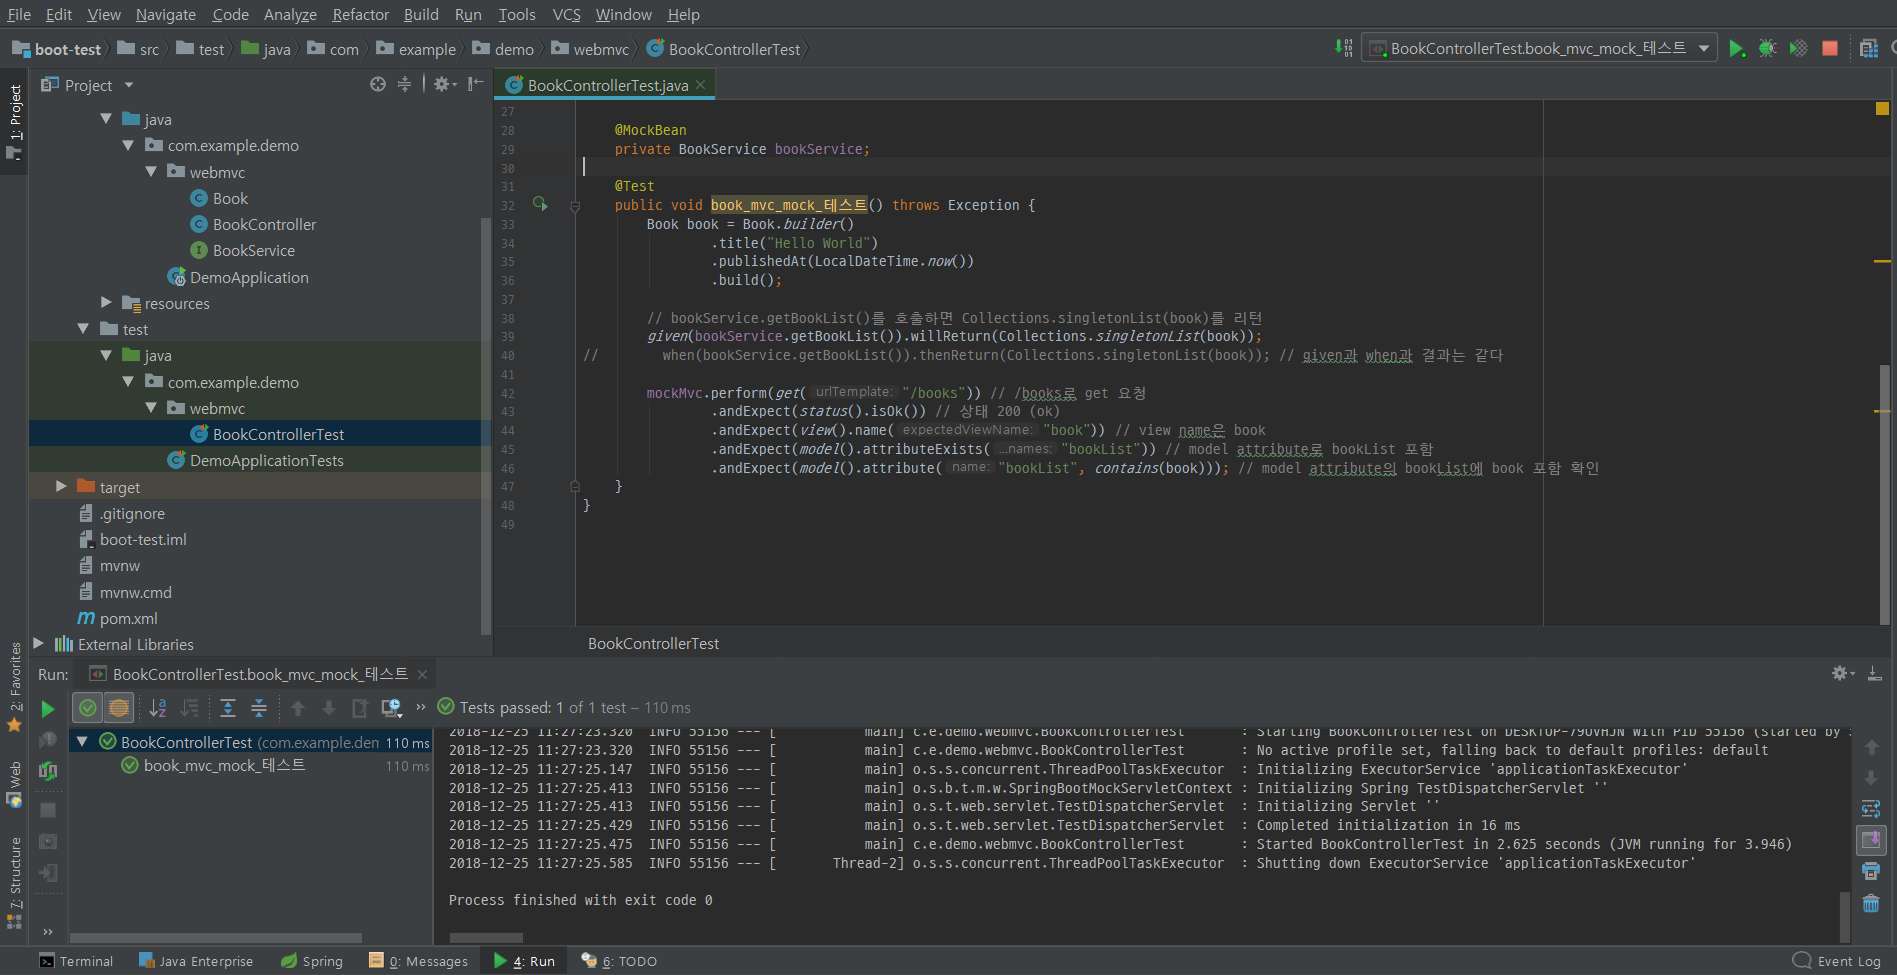 File Edit View Navigate Code Analyze Refactor Build Run Tools VCS Window Help
boot-test src test java com example demo webmvc BookControllerTest
BookControllerTest.book_mvc_mock_테스트
1: Project
2: Favorites
Web
7: Structure
Project
java
com.example.demo
webmvc
Book
BookController
BookService
DemoApplication
resources
test
java
com.example.demo
webmvc
BookControllerTest
DemoApplicationTests
target
.gitignore
boot-test.iml
mvnw
mvnw.cmd
pom.xml
External Libraries
BookControllerTest.java
27
28 @MockBean
29 private BookService bookService;
30
31 @Test
32 public void book_mvc_mock_테스트() throws Exception {
33 Book book = Book.builder()
34 .title("Hello World")
35 .publishedAt(LocalDateTime.now())
36 .build();
37
38 // bookService.getBookList()를 호출하면 Collections.singletonList(book)를 리턴
39 given(bookService.getBookList()).willReturn(Collections.singletonList(book));
40 // when(bookService.getBookList()).thenReturn(Collections.singletonList(book)); // given과 when과 결과는 같다
41
42 mockMvc.perform(get( urlTemplate: "/books")) // /books로 get 요청
43 .andExpect(status().isOk()) // 상태 200 (ok)
44 .andExpect(view().name( expectedViewName: "book")) // view name은 book
45 .andExpect(model().attributeExists( ...names: "bookList")) // model attribute로 bookList 포함
46 .andExpect(model().attribute( name: "bookList", contains(book))); // model attribute의 bookList에 book 포함 확인
47 }
48 }
49
BookControllerTest
Run: BookControllerTest.book_mvc_mock_테스트
Tests passed: 1 of 1 test – 110 ms
BookControllerTest (com.example.den 110 ms
book_mvc_mock_테스트 110 ms
2018-12-25 11:27:23.320 INFO 55156 --- [ main] c.e.demo.webmvc.BookControllerTest : Starting BookControllerTest on DESKTOP-79UVHJN with PID 55156 (started by
2018-12-25 11:27:23.320 INFO 55156 --- [ main] c.e.demo.webmvc.BookControllerTest : No active profile set, falling back to default profiles: default
2018-12-25 11:27:25.147 INFO 55156 --- [ main] o.s.s.concurrent.ThreadPoolTaskExecutor : Initializing ExecutorService 'applicationTaskExecutor'
2018-12-25 11:27:25.413 INFO 55156 --- [ main] o.s.b.t.m.w.SpringBootMockServletContext : Initializing Spring TestDispatcherServlet ''
2018-12-25 11:27:25.413 INFO 55156 --- [ main] o.s.t.web.servlet.TestDispatcherServlet : Initializing Servlet ''
2018-12-25 11:27:25.429 INFO 55156 --- [ main] o.s.t.web.servlet.TestDispatcherServlet : Completed initialization in 16 ms
2018-12-25 11:27:25.475 INFO 55156 --- [ main] c.e.demo.webmvc.BookControllerTest : Started BookControllerTest in 2.625 seconds (JVM running for 3.946)
2018-12-25 11:27:25.585 INFO 55156 --- [ Thread-2] o.s.s.concurrent.ThreadPoolTaskExecutor : Shutting down ExecutorService 'applicationTaskExecutor'
Process finished with exit code 0
Terminal Java Enterprise Spring 0: Messages 4: Run 6: TODO Event Log